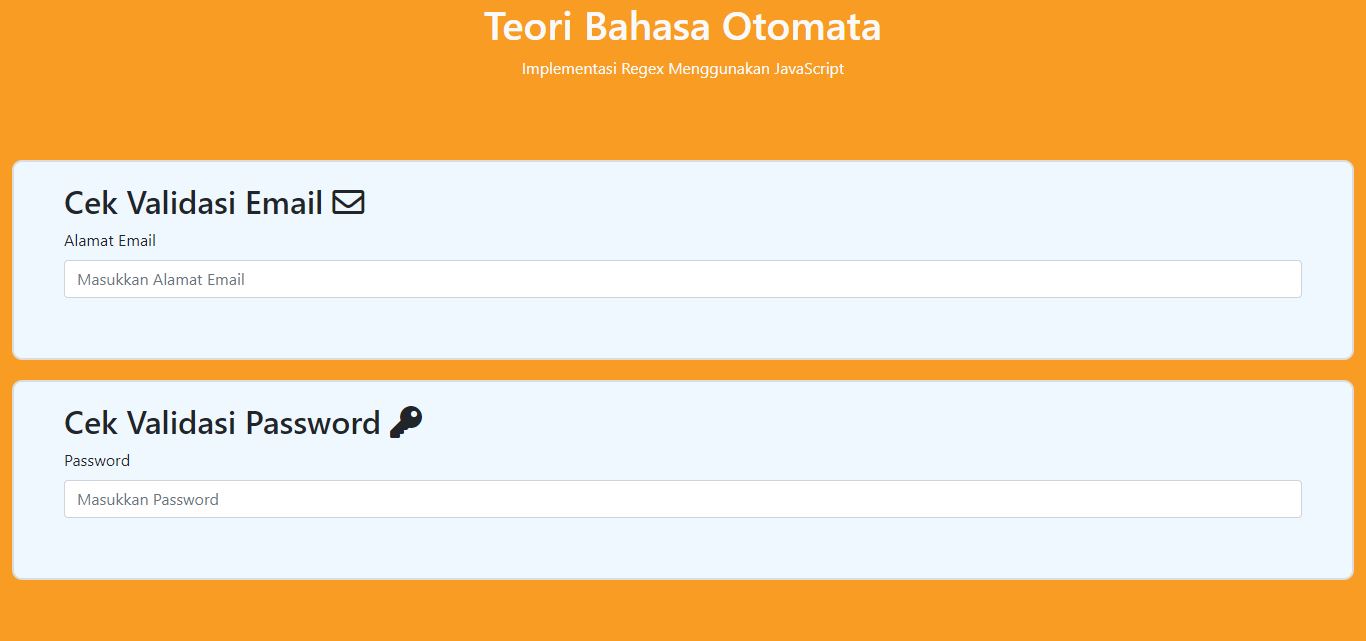 Teori Bahasa Otomata
Implementasi Regex Menggunakan JavaScript
Cek Validasi Email
Alamat Email
Masukkan Alamat Email
Cek Validasi Password
Password
Masukkan Password